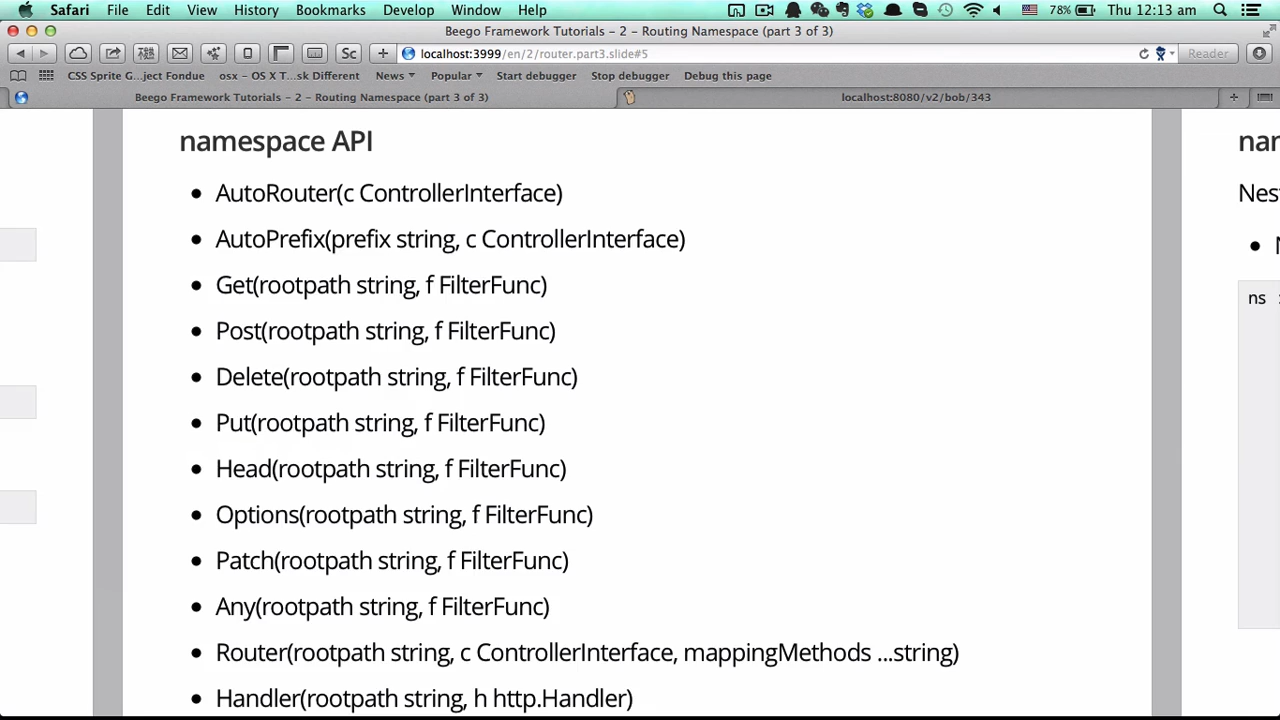 Safari File Edit View History Bookmarks Develop Window Help 78% Thu 12:13 am
Beego Framework Tutorials – 2 – Routing Namespace (part 3 of 3)
Sc localhost:3999/en/2/router.part3.slide#5 Reader
CSS Sprite G...ject Fondue osx - OS X T...sk Different News Popular Start debugger Stop debugger Debug this page
Beego Framework Tutorials – 2 – Routing Namespace (part 3 of 3) localhost:8080/v2/bob/343
namespace API
nar
• AutoRouter(c ControllerInterface)
Nes
• AutoPrefix(prefix string, c ControllerInterface)
• Get(rootpath string, f FilterFunc)
ns
• Post(rootpath string, f FilterFunc)
• Delete(rootpath string, f FilterFunc)
• Put(rootpath string, f FilterFunc)
• Head(rootpath string, f FilterFunc)
• Options(rootpath string, f FilterFunc)
• Patch(rootpath string, f FilterFunc)
• Any(rootpath string, f FilterFunc)
• Router(rootpath string, c ControllerInterface, mappingMethods ...string)
• Handler(rootpath string, h http.Handler)